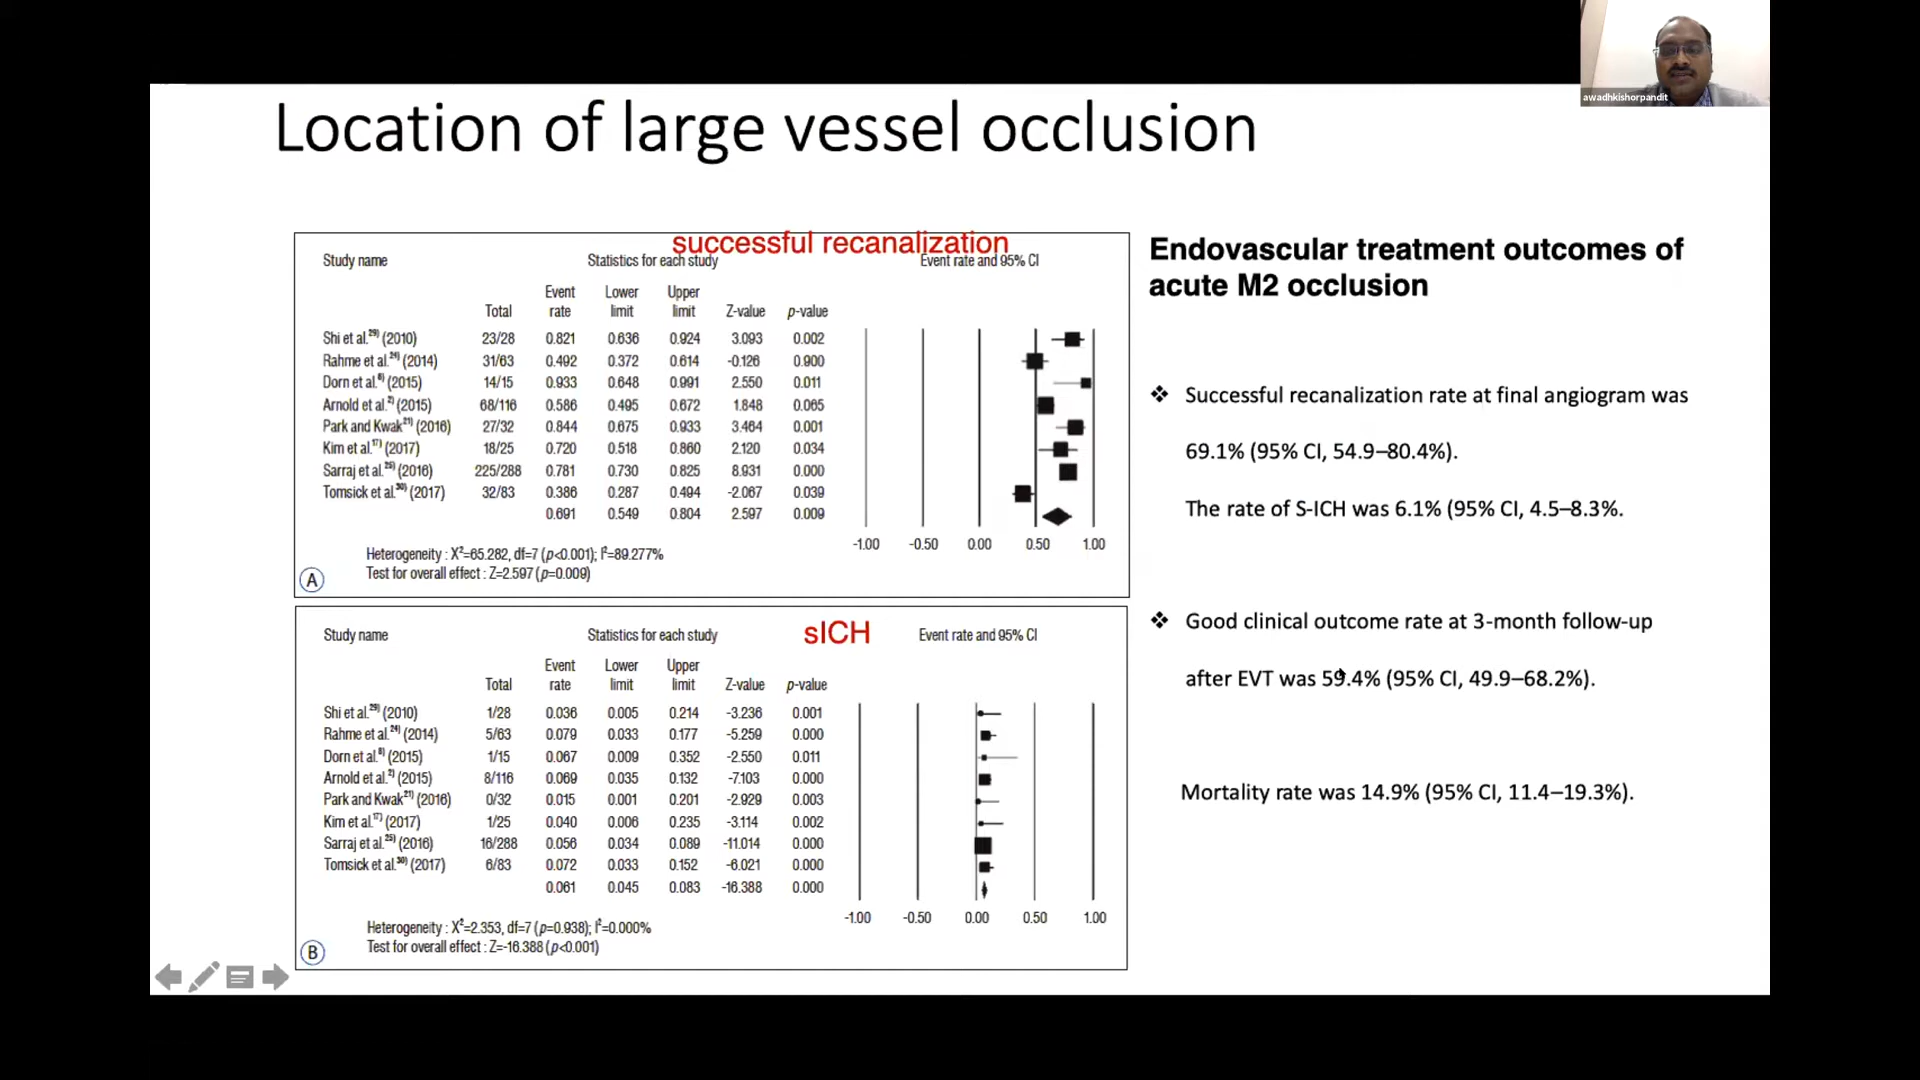 awadhkishorpandit
Location of large vessel occlusion
successful recanalization
Study name Statistics for each study Event rate and 95% CI
Event Lower Upper
Total rate limit limit Z-value p-value
Shi et al.29) (2010) 23/28 0.821 0.636 0.924 3.093 0.002
Rahme et al.24) (2014) 31/63 0.492 0.372 0.614 -0.126 0.900
Dorn et al.8) (2015) 14/15 0.933 0.648 0.991 2.550 0.011
Arnold et al.2) (2015) 68/116 0.586 0.495 0.672 1.848 0.065
Park and Kwak21) (2016) 27/32 0.844 0.675 0.933 3.464 0.001
Kim et al.17) (2017) 18/25 0.720 0.518 0.860 2.120 0.034
Sarraj et al.25) (2016) 225/288 0.781 0.730 0.825 8.931 0.000
Tomsick et al.30) (2017) 32/83 0.386 0.287 0.494 -2.067 0.039
0.691 0.549 0.804 2.597 0.009
-1.00 -0.50 0.00 0.50 1.00
Heterogeneity : X²=65.282, df=7 (p<0.001); I²=89.277%
Test for overall effect : Z=2.597 (p=0.009)
A
sICH
Study name Statistics for each study Event rate and 95% CI
Event Lower Upper
Total rate limit limit Z-value p-value
Shi et al.29) (2010) 1/28 0.036 0.005 0.214 -3.236 0.001
Rahme et al.24) (2014) 5/63 0.079 0.033 0.177 -5.259 0.000
Dorn et al.8) (2015) 1/15 0.067 0.009 0.352 -2.550 0.011
Arnold et al.2) (2015) 8/116 0.069 0.035 0.132 -7.103 0.000
Park and Kwak21) (2016) 0/32 0.015 0.001 0.201 -2.929 0.003
Kim et al.17) (2017) 1/25 0.040 0.006 0.235 -3.114 0.002
Sarraj et al.25) (2016) 16/288 0.056 0.034 0.089 -11.014 0.000
Tomsick et al.30) (2017) 6/83 0.072 0.033 0.152 -6.021 0.000
0.061 0.045 0.083 -16.388 0.000
-1.00 -0.50 0.00 0.50 1.00
Heterogeneity : X²=2.353, df=7 (p=0.938); I²=0.000%
Test for overall effect : Z=-16.388 (p<0.001)
B
Endovascular treatment outcomes of
acute M2 occlusion
❖ Successful recanalization rate at final angiogram was
69.1% (95% CI, 54.9–80.4%).
The rate of S-ICH was 6.1% (95% CI, 4.5–8.3%.
❖ Good clinical outcome rate at 3-month follow-up
after EVT was 59.4% (95% CI, 49.9–68.2%).
Mortality rate was 14.9% (95% CI, 11.4–19.3%).